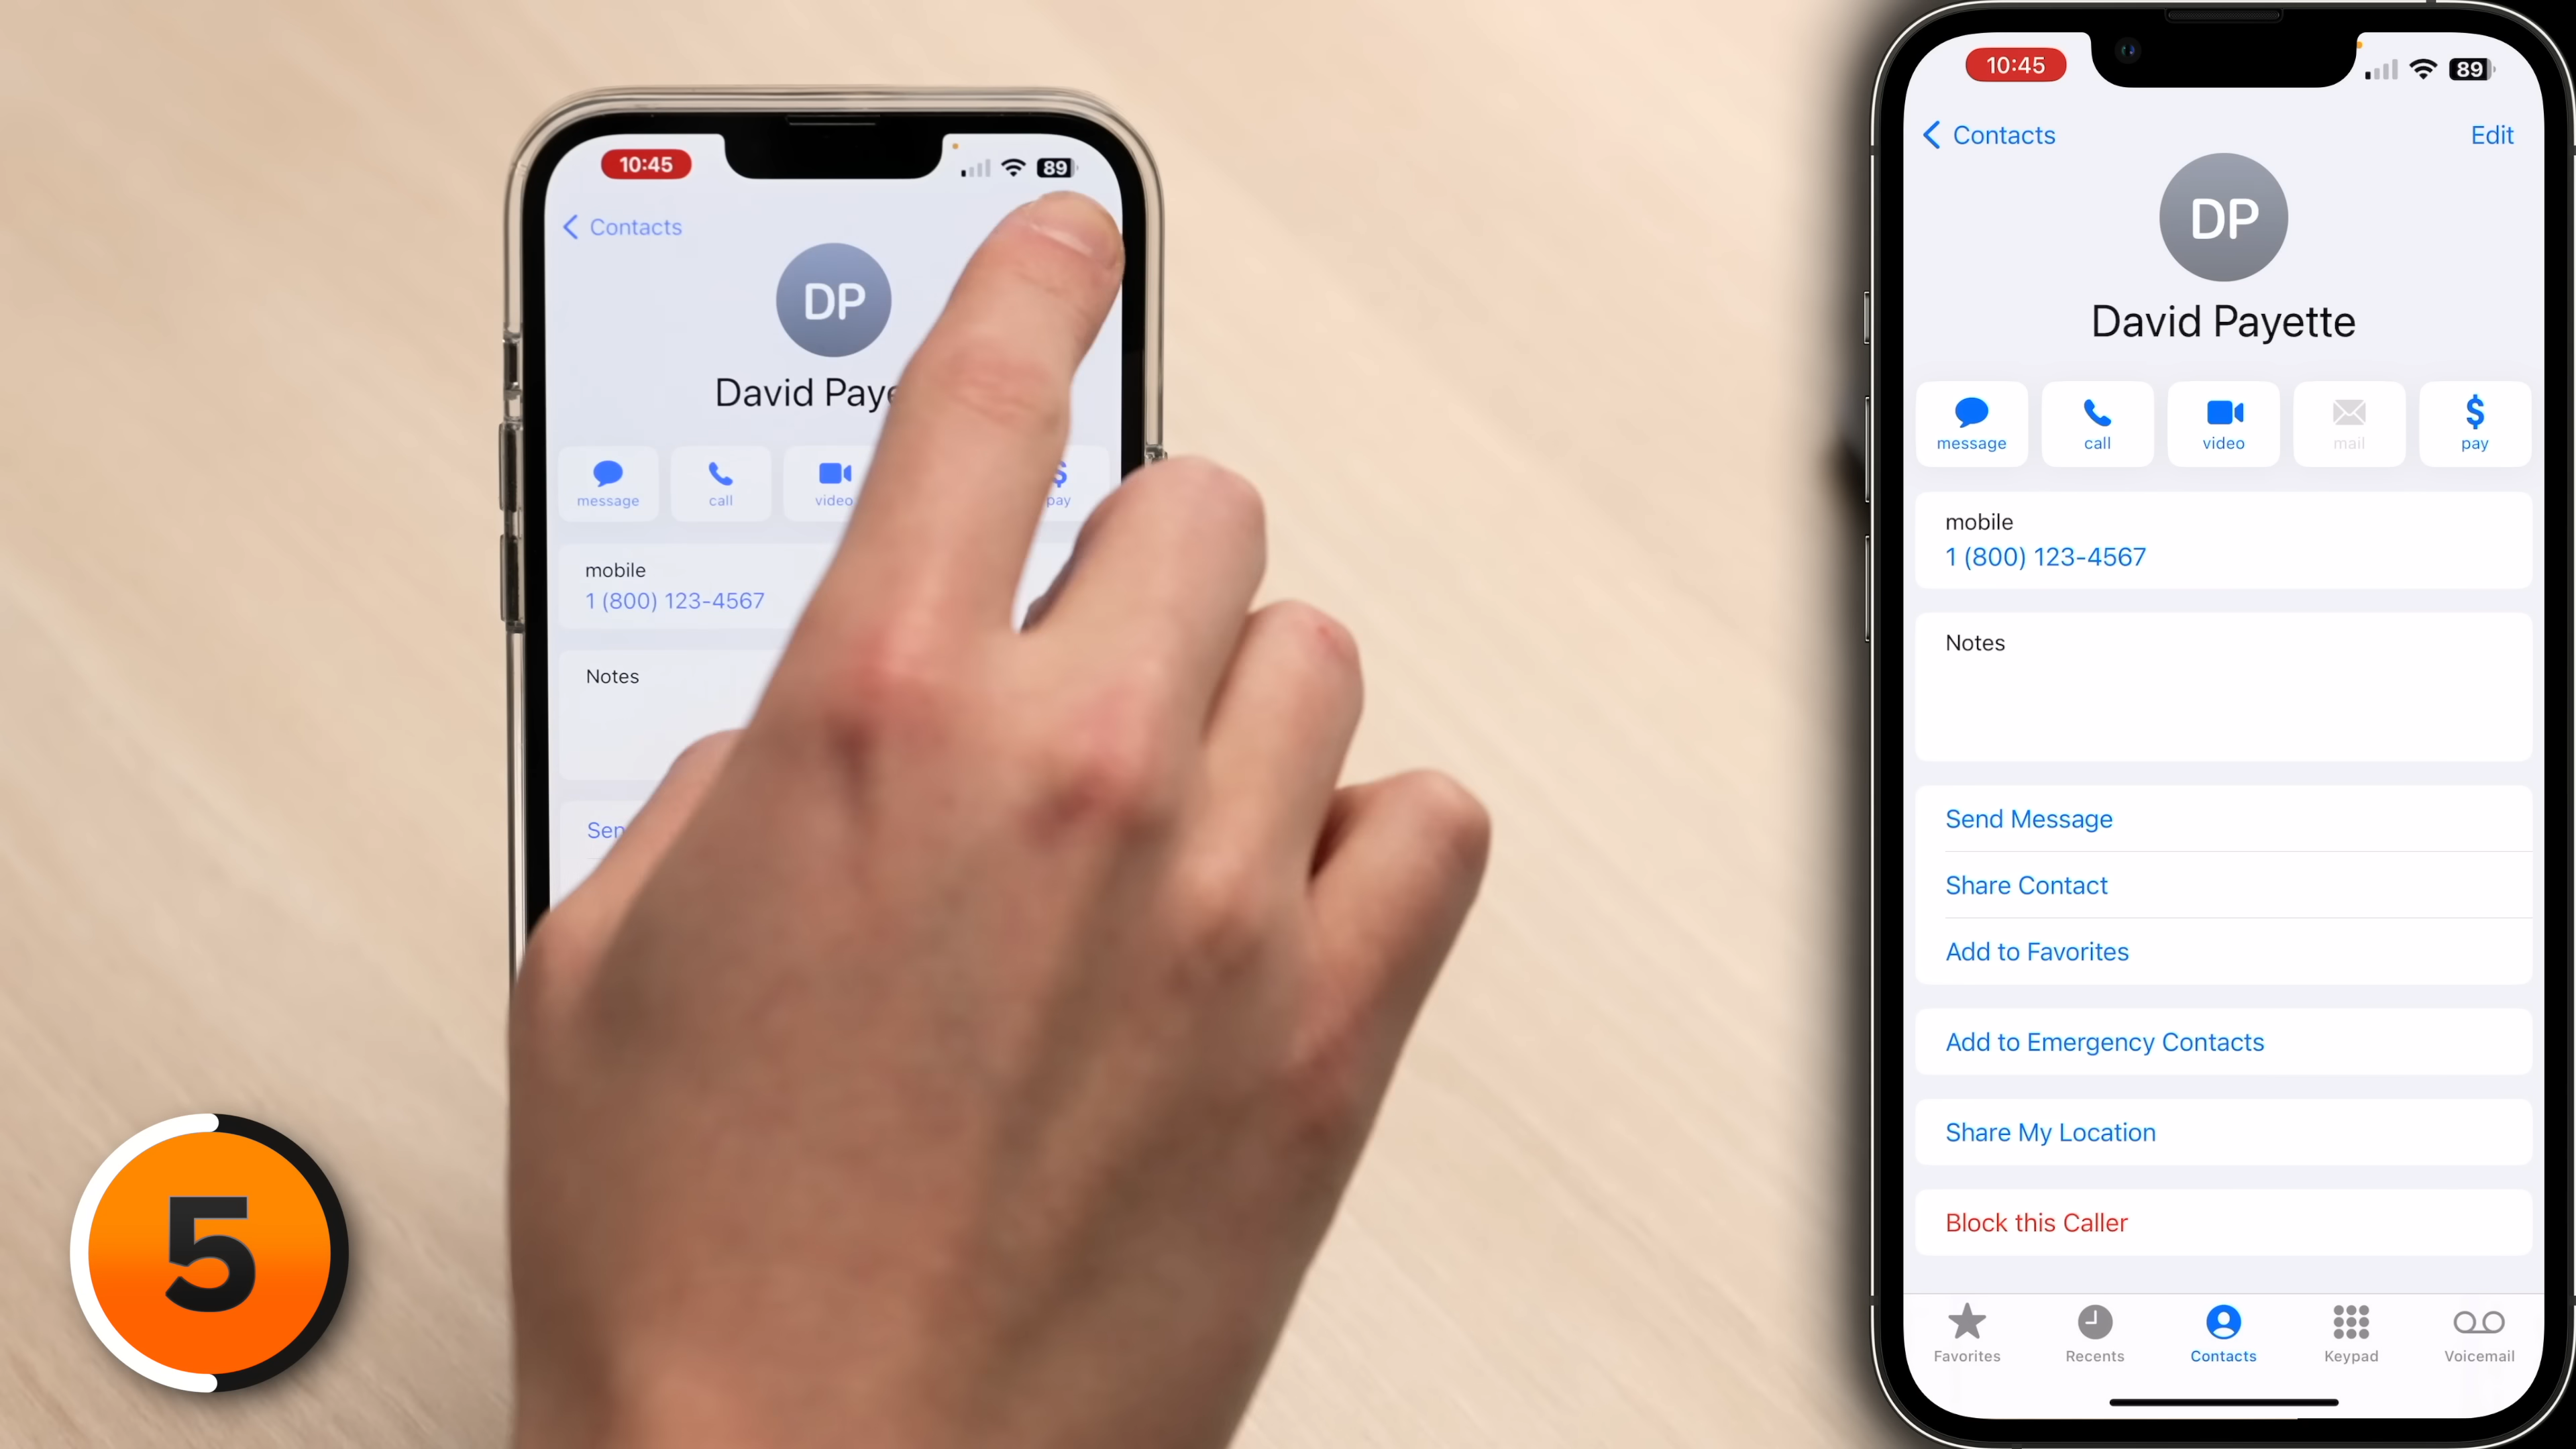 10:45
89
Contacts
DP
David Paye
message
call
video
pay
mobile
1 (800) 123-4567
Notes
Sen
5
10:45
89
Contacts
Edit
DP
David Payette
message
call
video
mail
pay
mobile
1 (800) 123-4567
Notes
Send Message
Share Contact
Add to Favorites
Add to Emergency Contacts
Share My Location
Block this Caller
Favorites
Recents
Contacts
Keypad
Voicemail